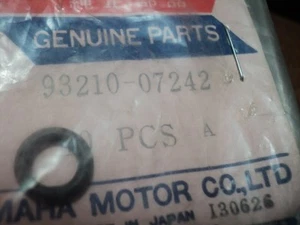 GENUINE PARTS
93210-07242
PCS A
MAHA MOTOR CO., LTD
IN JAPAN 130626